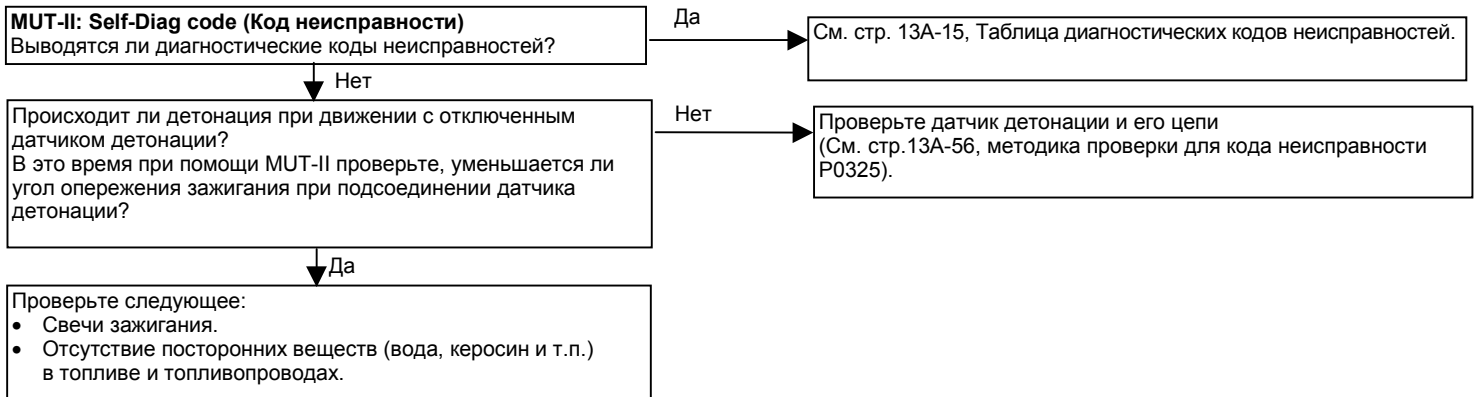 MUT-II: Self-Diag code (Код неисправности)
Выводятся ли диагностические коды неисправностей?
Да
См. стр. 13А-15, Таблица диагностических кодов неисправностей.
Нет
Происходит ли детонация при движении с отключенным
датчиком детонации?
В это время при помощи MUT-II проверьте, уменьшается ли
угол опережения зажигания при подсоединении датчика
детонации?
Нет
Проверьте датчик детонации и его цепи
(См. стр.13А-56, методика проверки для кода неисправности
P0325).
Да
Проверьте следующее:
• Свечи зажигания.
• Отсутствие посторонних веществ (вода, керосин и т.п.)
в топливе и топливопроводах.